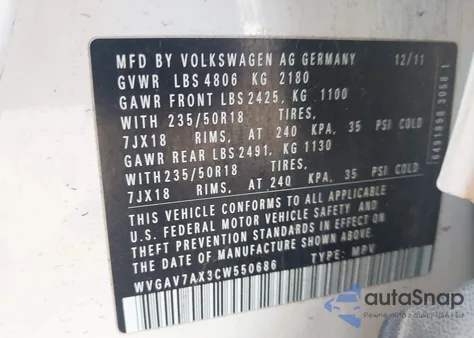 MFD BY VOLKSWAGEN AG GERMANY 12/11
GVWR LBS 4806 KG 2180
GAWR FRONT LBS 2425, KG 1100
WITH 235/50R18 TIRES,
7JX18 RIMS, AT 240 KPA, 35 PSI COLD
GAWR REAR LBS 2491, KG 1130
WITH 235/50R18 TIRES,
7JX18 RIMS, AT 240 KPA, 35 PSI COLD
THIS VEHICLE CONFORMS TO ALL APPLICABLE
U.S. FEDERAL MOTOR VEHICLE SAFETY AND
THEFT PREVENTION STANDARDS IN EFFECT ON
THE DATE OF MANUFACTURE SHOWN ABOVE.
WVGAV7AX3CW550686 TYPE: MPV
autoSnap